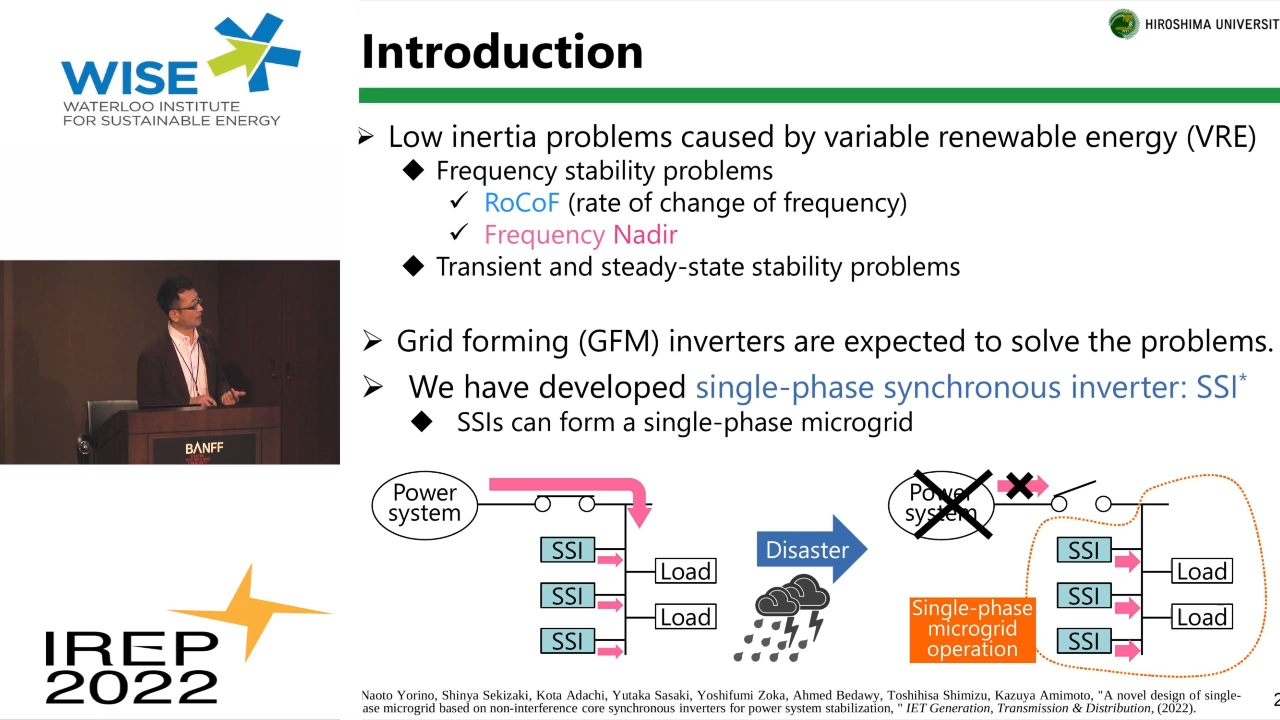 WISE
WATERLOO INSTITUTE
FOR SUSTAINABLE ENERGY
HIROSHIMA UNIVERSIT
Introduction
Low inertia problems caused by variable renewable energy (VRE)
Frequency stability problems
RoCoF (rate of change of frequency)
Frequency Nadir
Transient and steady-state stability problems
Grid forming (GFM) inverters are expected to solve the problems.
We have developed single-phase synchronous inverter: SSI*
SSIs can form a single-phase microgrid
BANFF
Power
system
SSI
SSI
SSI
Load
Load
Disaster
Power
system
SSI
SSI
SSI
Load
Load
Single-phase
microgrid
operation
IREP
2022
Naoto Yorino, Shinya Sekizaki, Kota Adachi, Yutaka Sasaki, Yoshifumi Zoka, Ahmed Bedawy, Toshihisa Shimizu, Kazuya Amimoto, "A novel design of single-
ase microgrid based on non-interference core synchronous inverters for power system stabilization, " IET Generation, Transmission & Distribution, (2022).
2